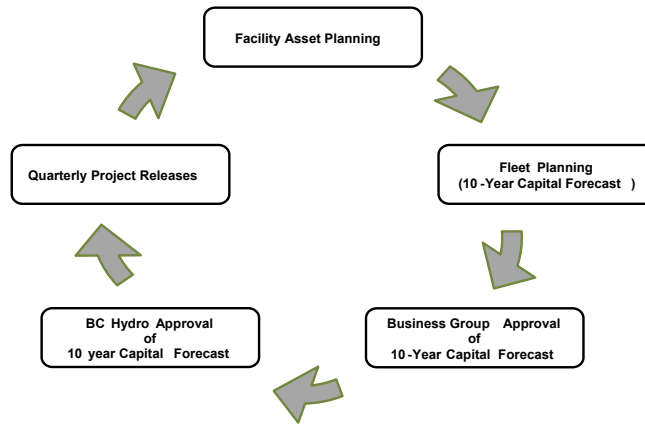 Facility Asset Planning
Quarterly Project Releases
Fleet Planning
(10 -Year Capital Forecast )
BC Hydro Approval
of
10 year Capital Forecast
Business Group Approval
of
10 -Year Capital Forecast